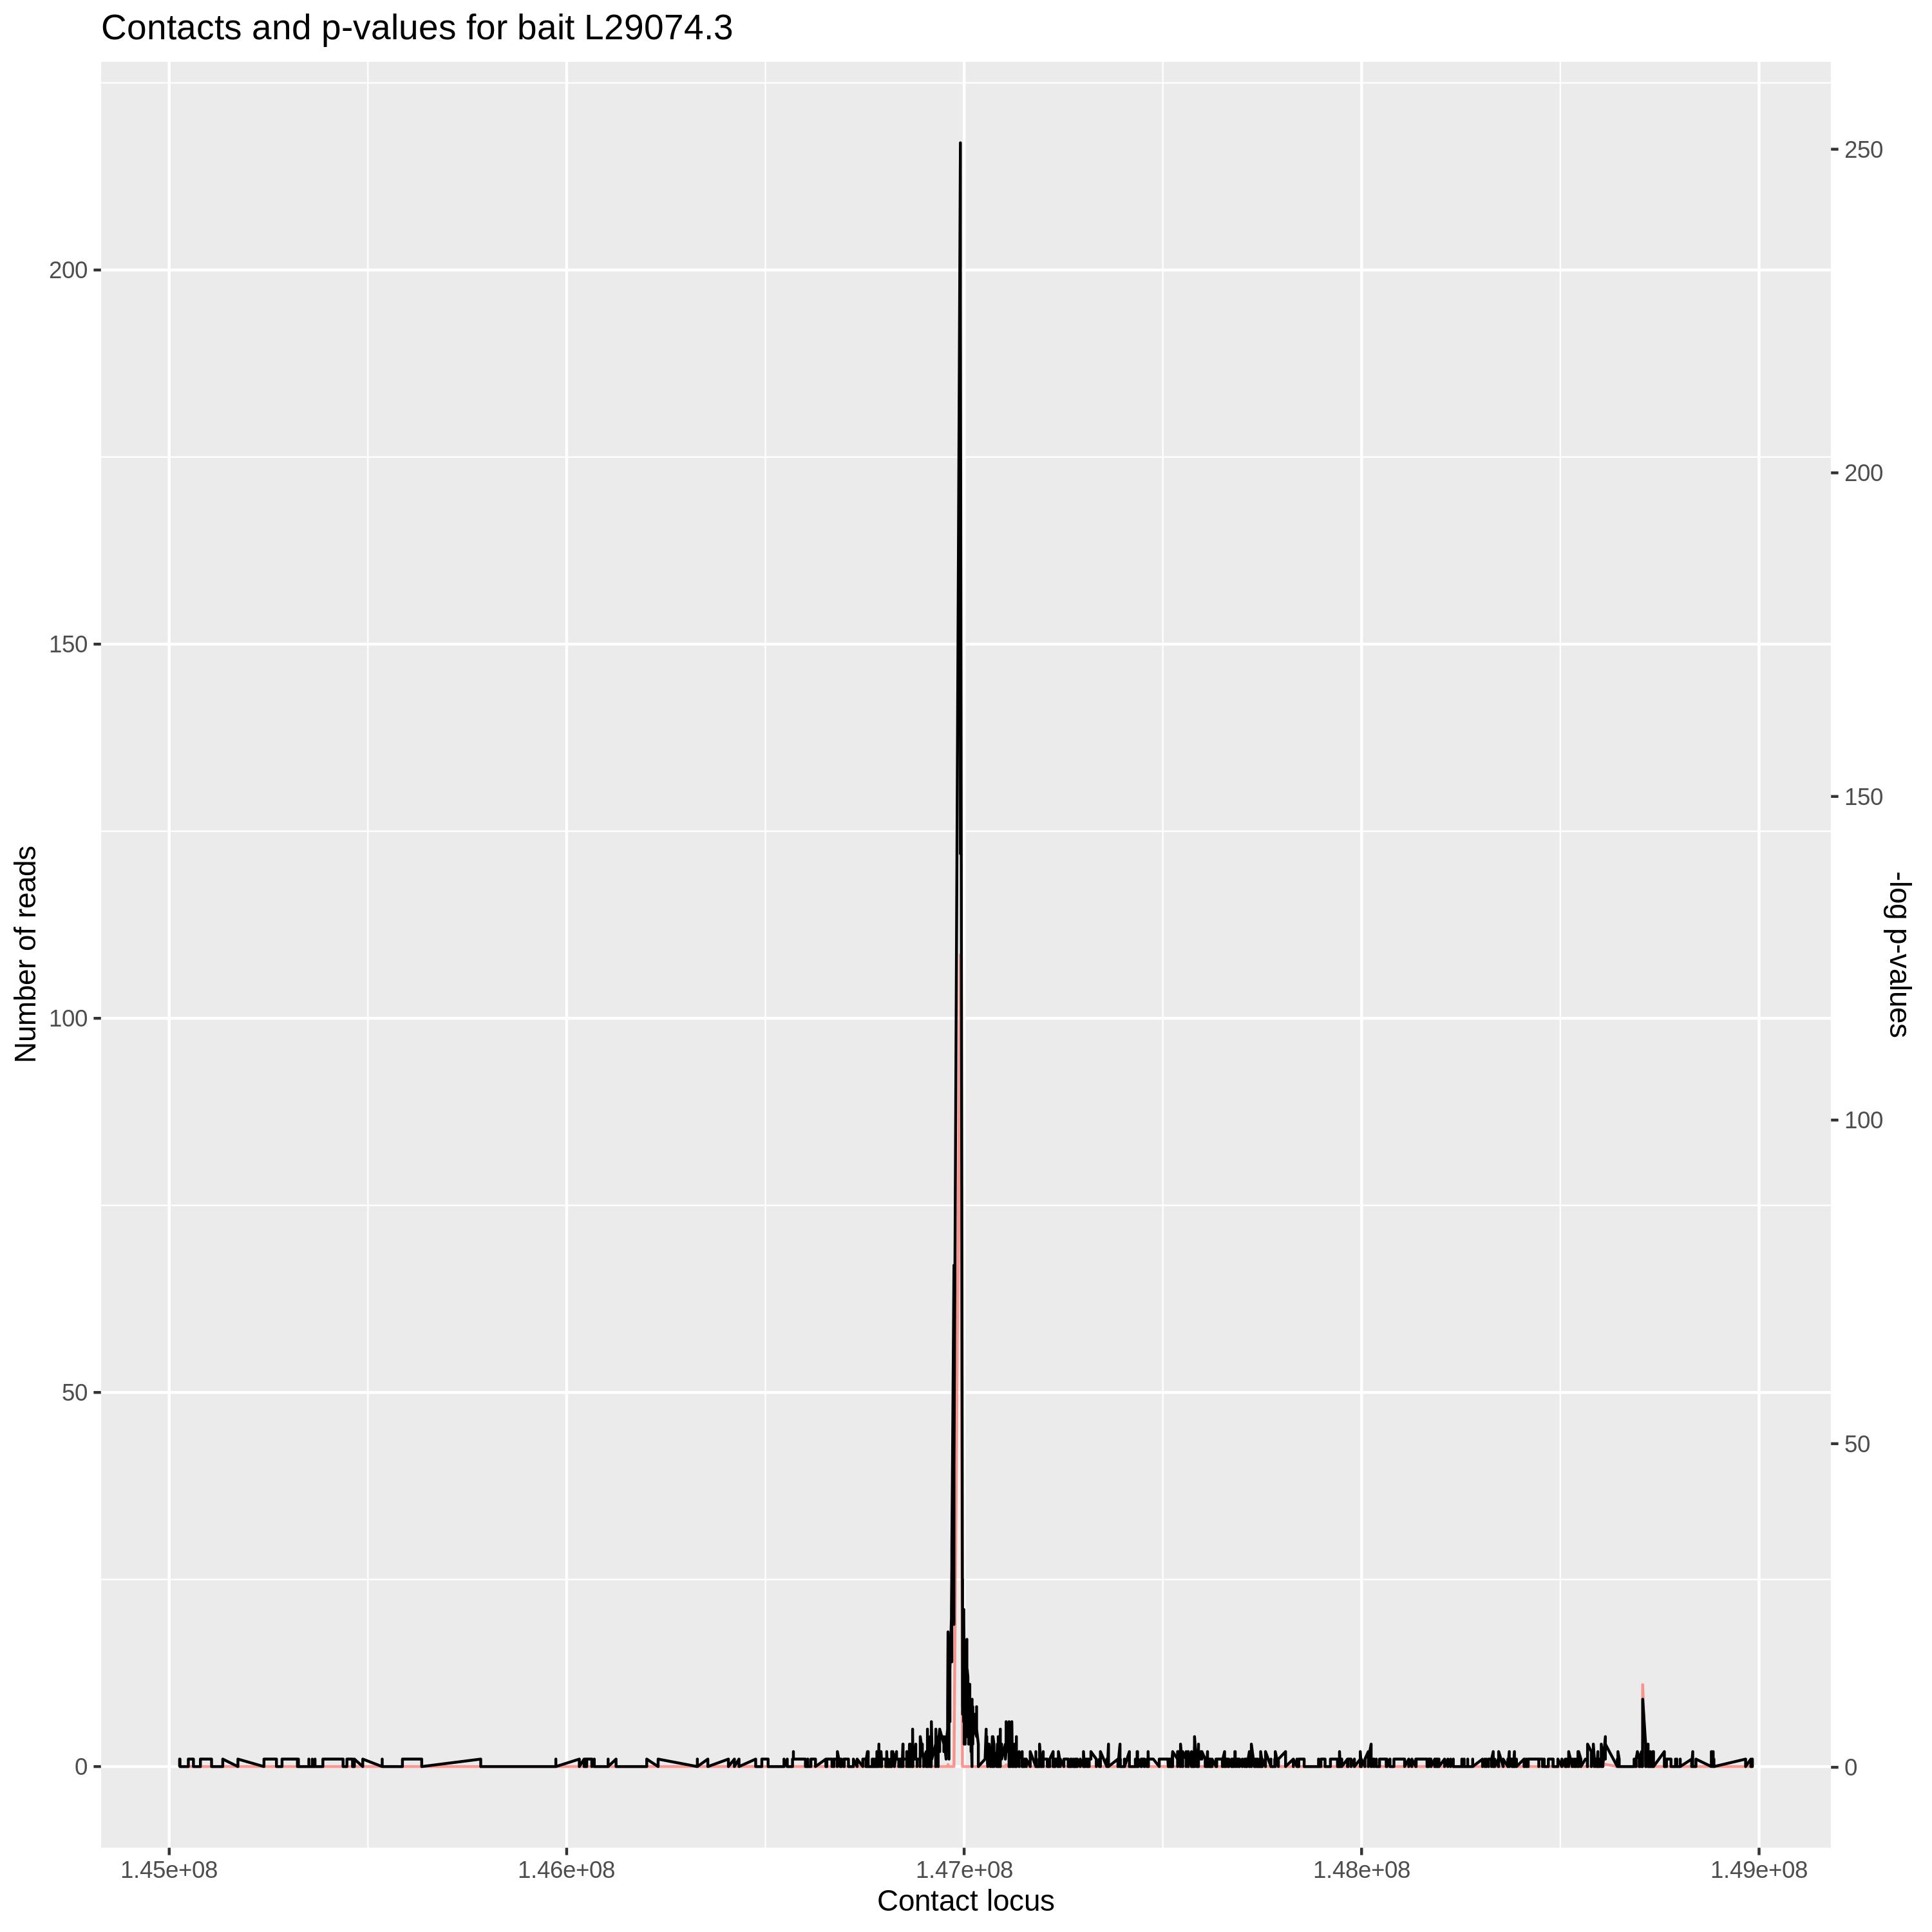 Contacts and p-values for bait L29074.3
Number of reads
200
150
100
50
0
250
200
150
100
50
0
-log p-values
1.45e+08 1.46e+08 1.47e+08 1.48e+08 1.49e+08
Contact locus